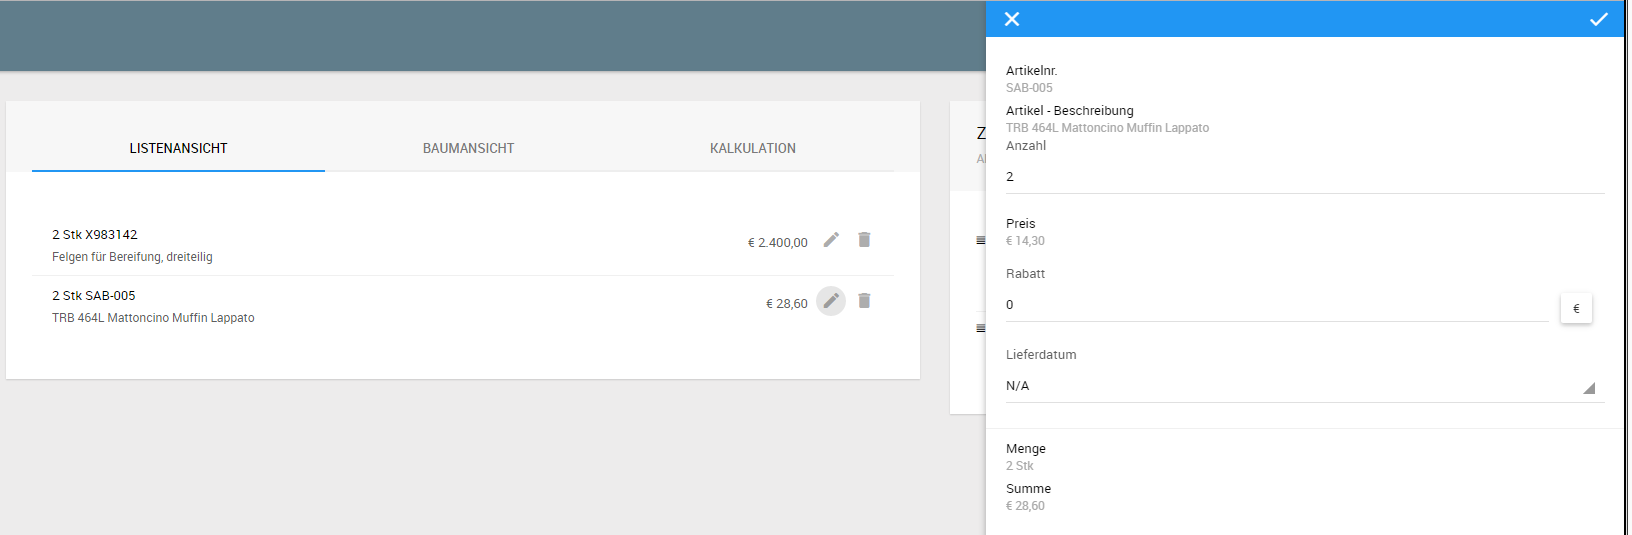 LISTENANSICHT
BAUMANSICHT
KALKULATION
2 Stk X983142
€ 2.400,00
Felgen für Bereifung, dreiteilig
2 Stk SAB-005
€ 28,60
TRB 464L Mattoncino Muffin Lappato
Artikelnr.
SAB-005
Artikel - Beschreibung
TRB 464L Mattoncino Muffin Lappato
Anzahl
2
Preis
€ 14,30
Rabatt
0
€
Lieferdatum
N/A
Menge
2 Stk
Summe
€ 28,60